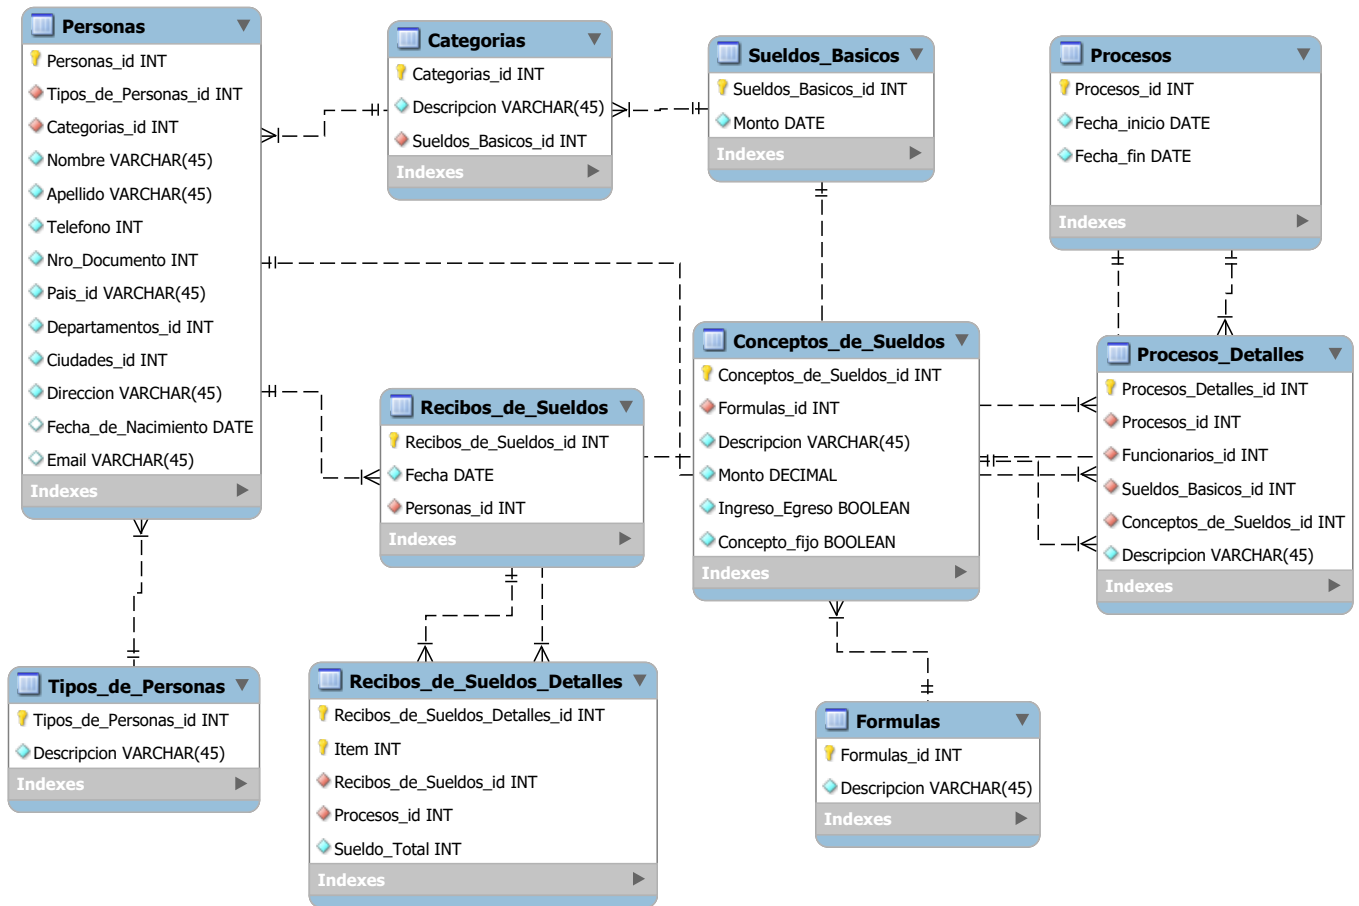 Personas
Personas_id INT
Tipos_de_Personas_id INT
Categorias_id INT
Nombre VARCHAR(45)
Apellido VARCHAR(45)
Telefono INT
Nro_Documento INT
Pais_id VARCHAR(45)
Departamentos_id INT
Ciudades_id INT
Direccion VARCHAR(45)
Fecha_de_Nacimiento DATE
Email VARCHAR(45)
Indexes
Categorias
Categorias_id INT
Descripcion VARCHAR(45)
Sueldos_Basicos_id INT
Indexes
Sueldos_Basicos
Sueldos_Basicos_id INT
Monto DATE
Indexes
Procesos
Procesos_id INT
Fecha_inicio DATE
Fecha_fin DATE
Indexes
Conceptos_de_Sueldos
Conceptos_de_Sueldos_id INT
Formulas_id INT
Descripcion VARCHAR(45)
Monto DECIMAL
Ingreso_Egreso BOOLEAN
Concepto_fijo BOOLEAN
Indexes
Procesos_Detalles
Procesos_Detalles_id INT
Procesos_id INT
Funcionarios_id INT
Sueldos_Basicos_id INT
Conceptos_de_Sueldos_id INT
Descripcion VARCHAR(45)
Indexes
Recibos_de_Sueldos
Recibos_de_Sueldos_id INT
Fecha DATE
Personas_id INT
Indexes
Tipos_de_Personas
Tipos_de_Personas_id INT
Descripcion VARCHAR(45)
Indexes
Recibos_de_Sueldos_Detalles
Recibos_de_Sueldos_Detalles_id INT
Item INT
Recibos_de_Sueldos_id INT
Procesos_id INT
Sueldo_Total INT
Indexes
Formulas
Formulas_id INT
Descripcion VARCHAR(45)
Indexes